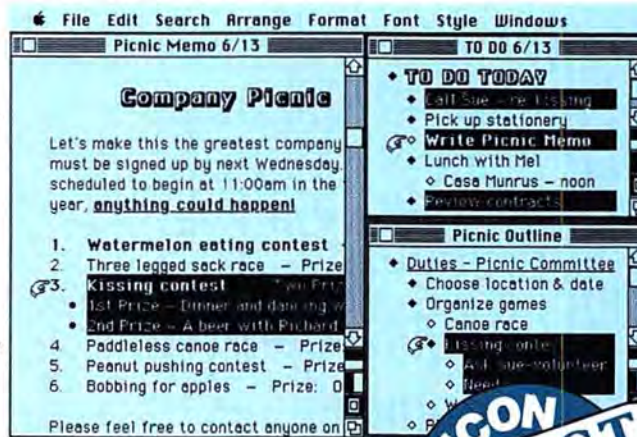 File Edit Search Arrange Format Font Style Windows
Picnic Memo 6/13
Company Picnic
Let's make this the greatest company
must be signed up by next Wednesday.
scheduled to begin at 11:00am in the
year, anything could happen!
1. Watermelon eating contest -
2. Three legged sack race – Prize
3. Kissing contest Two Priz
• 1st Prize – Dinner and dancing w
• 2nd Prize – A beer with Richard
4. Paddleless canoe race – Prize
5. Peanut pushing contest – Prize
6. Bobbing for apples – Prize: O
Please feel free to contact anyone on
TO DO 6/13
TO DO TODAY
Call Sue – re: kissing
Pick up stationery
Write Picnic Memo
Lunch with Mel
Casa Munrus – noon
Review contracts
Picnic Outline
Duties – Picnic Committee
Choose location & date
Organize games
Canoe race
Kissing conte
Ask sue-volunteer
Need
W